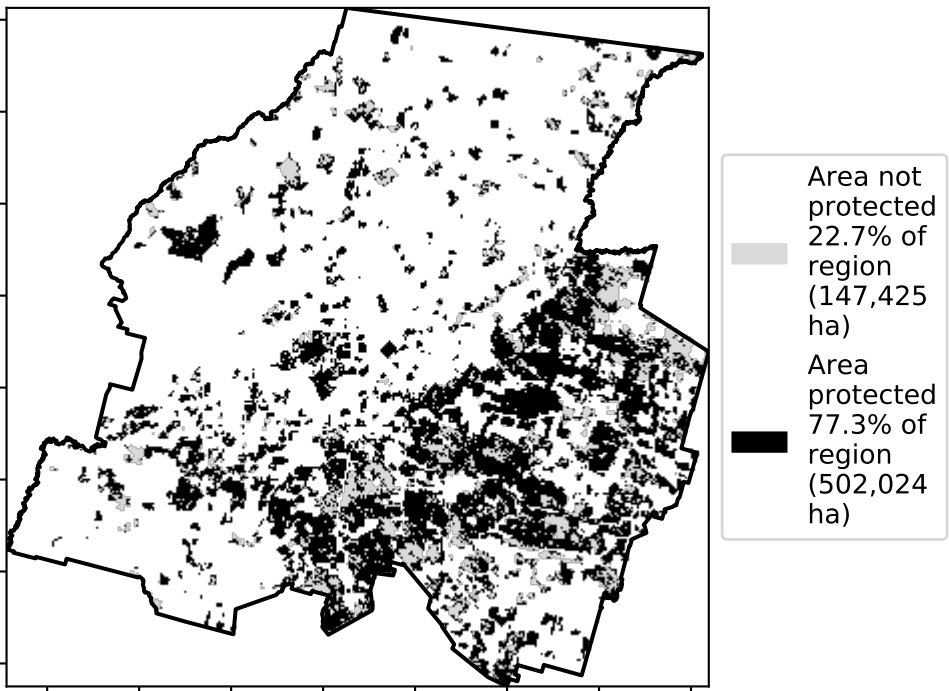 Area not
protected
22.7% of
region
(147,425
ha)
Area
protected
77.3% of
region
(502,024
ha)